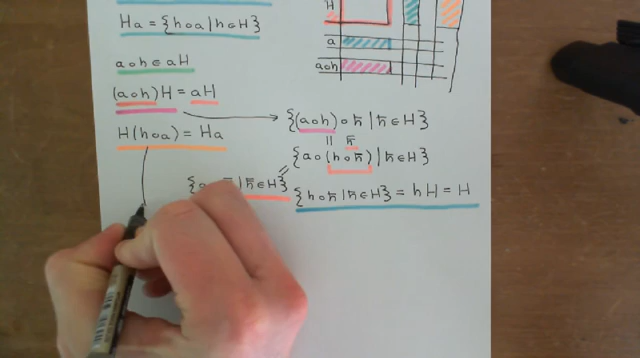 Ha = {h∘a | h∈H}
a∘h∈aH
(a∘h)H = aH
H(h∘a) = Ha
H
a
a∘h
{(a∘h)∘h̄ | h̄∈H}
= h̄
{a∘(h∘h̄) | h̄∈H}
=
| h̄∈H}
{h∘h̄ | h̄∈H} = hH = H